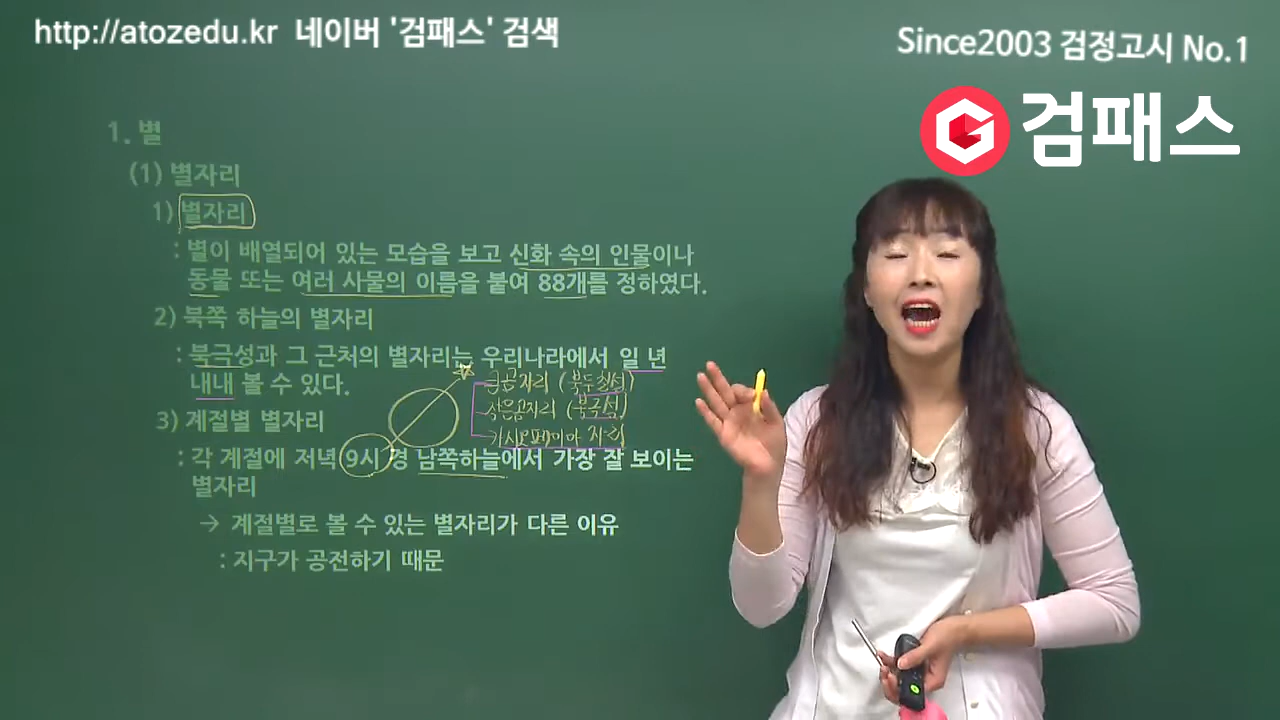 http://atozedu.kr 네이버 '검패스' 검색
Since2003 검정고시 No.1
검패스
1. 별
(1) 별자리
1) 별자리
: 별이 배열되어 있는 모습을 보고 신화 속의 인물이나
동물 또는 여러 사물의 이름을 붙여 88개를 정하였다.
2) 북쪽 하늘의 별자리
: 북극성과 그 근처의 별자리는 우리나라에서 일 년
내내 볼 수 있다.
큰곰자리 (북두칠성)
작은곰자리 (북극성)
카시오페이아 자리
3) 계절별 별자리
: 각 계절에 저녁 9시 경 남쪽하늘에서 가장 잘 보이는
별자리
→ 계절별로 볼 수 있는 별자리가 다른 이유
: 지구가 공전하기 때문